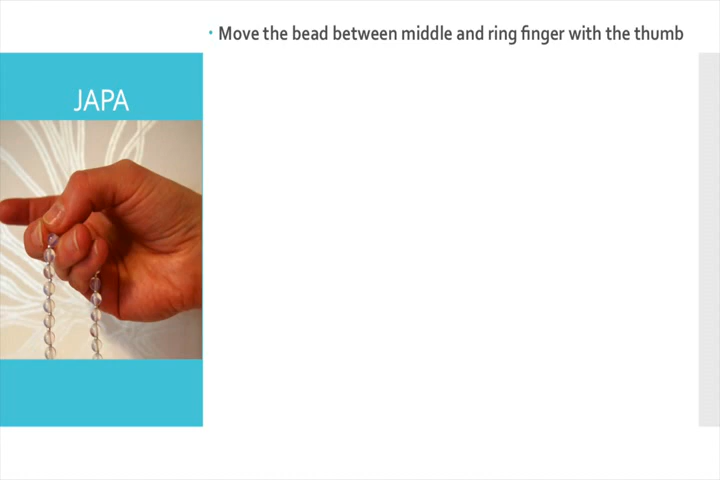 • Move the bead between middle and ring finger with the thumb
JAPA